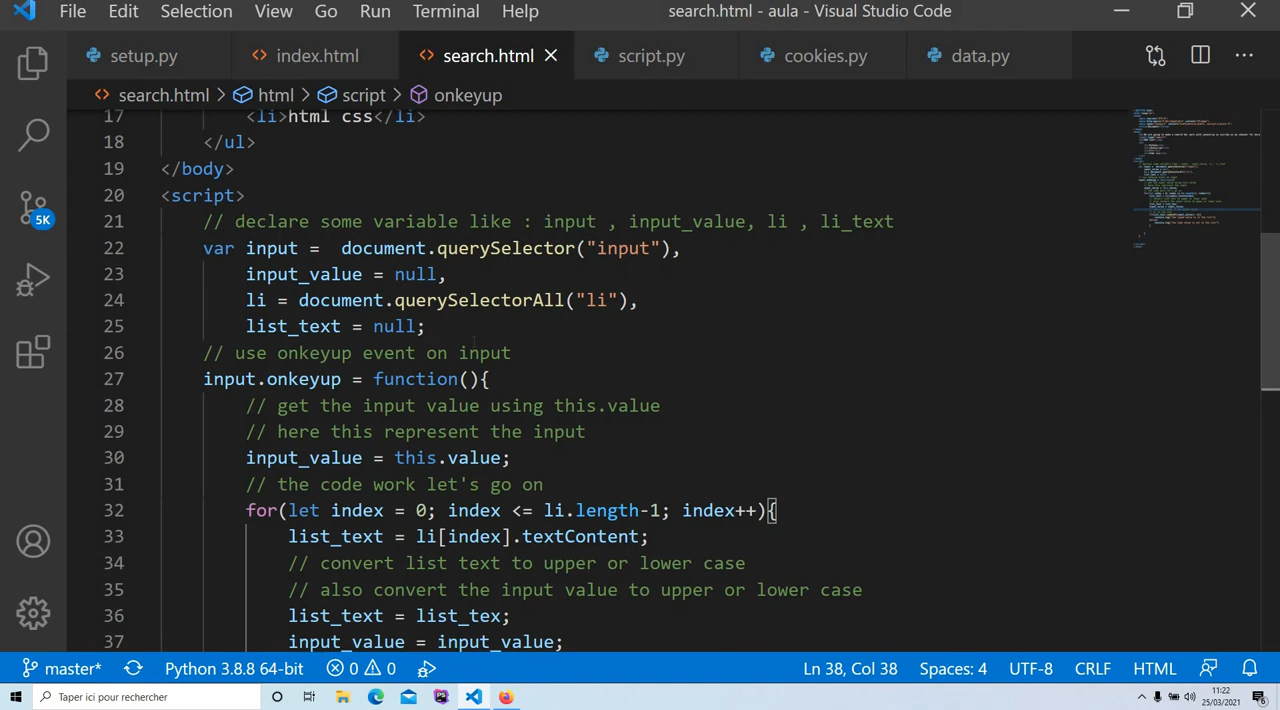 File Edit Selection View Go Run Terminal Help search.html - aula - Visual Studio Code
setup.py index.html search.html script.py cookies.py data.py
search.html > html > script > onkeyup
17 <li>html css</li>
18 </ul>
19 </body>
20 <script>
21 // declare some variable like : input , input_value, li , li_text
22 var input = document.querySelector("input"),
23 input_value = null,
24 li = document.querySelectorAll("li"),
25 list_text = null;
26 // use onkeyup event on input
27 input.onkeyup = function(){
28 // get the input value using this.value
29 // here this represent the input
30 input_value = this.value;
31 // the code work let's go on
32 for(let index = 0; index <= li.length-1; index++){
33 list_text = li[index].textContent;
34 // convert list text to upper or lower case
35 // also convert the input value to upper or lower case
36 list_text = list_tex;
37 input_value = input_value;
5K
master* Python 3.8.8 64-bit 0 0 Ln 38, Col 38 Spaces: 4 UTF-8 CRLF HTML
Taper ici pour rechercher
11:22
25/03/2021
6